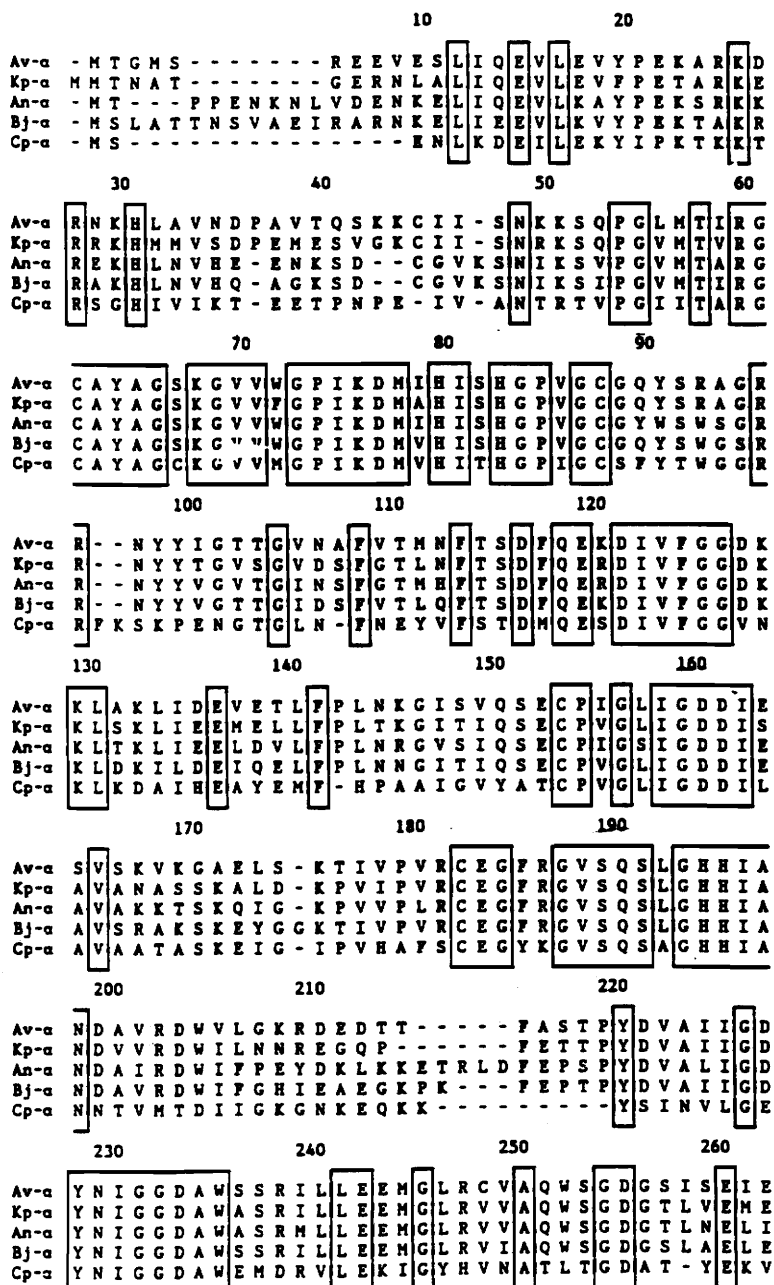 10 20
Av-α - M T G M S - - - - - - - R E E V E S L I Q E V L E V Y P E K A R K D
Kp-α M M T N A T - - - - - - - G E R N L A L I Q E V L E V F P E T A R K E
An-α - M T - - - P P E N K N L V D E N K E L I Q E V L K A Y P E K S R K K
Bj-α - M S L A T T N S V A E I R A R N K E L I E E V L K V Y P E K T A K R
Cp-α - M S - - - - - - - - - - - - - - E N L K D E I L E K Y I P K T K K T
30 40 50 60
Av-α R N K H L A V N D P A V T Q S K K C I I - S N K K S Q P G L M T I R G
Kp-α R R K H M M V S D P E M E S V G K C I I - S N R K S Q P G V M T V R G
An-α R E K H L N V H E - E N K S D - - C G V K S N I K S V P G V M T A R G
Bj-α R A K H L N V H Q - A G K S D - - C G V K S N I K S I P G V M T I R G
Cp-α R S G H I V I K T - E E T P N P E - I V - A N T R T V P G I I T A R G
70 80 90
Av-α C A Y A G S K G V V W G P I K D M I H I S H G P V G C G Q Y S R A G R
Kp-α C A Y A G S K G V V F G P I K D M A H I S H G P V G C G Q Y S R A G R
An-α C A Y A G S K G V V W G P I K D M I H I S H G P V G C G Y W S W S G R
Bj-α C A Y A G S K G W G P I K D M V H I S H G P V G C G Q Y S W G S R
Cp-α C A Y A G C K G V V M G P I K D M V H I T H G P I G C S F Y T W G G R
100 110 120
Av-α R - - N Y Y I G T T G V N A F V T M N F T S D F Q E K D I V F G G D K
Kp-α R - - N Y Y T G V S G V D S F G T L N F T S D F Q E R D I V F G G D K
An-α R - - N Y Y V G V T G I N S F G T M H F T S D F Q E R D I V F G G D K
Bj-α R - - N Y Y V G T T G I D S F V T L Q F T S D F Q E K D I V F G G D K
Cp-α R F K S K P E N G T G L N - F N E Y V F S T D M Q E S D I V F G G V N
130 140 150 160
Av-α K L A K L I D E V E T L F P L N K G I S V Q S E C P I G L I G D D I E
Kp-α K L S K L I E E M E L L F P L T K G I T I Q S E C P V G L I G D D I S
An-α K L T K L I E E L D V L F P L N R G V S I Q S E C P I G S I G D D I E
Bj-α K L D K I L D E I Q E L F P L N N G I T I Q S E C P V G L I G D D I E
Cp-α K L K D A I H E A Y E M F - H P A A I G V Y A T C P V G L I G D D I L
170 180 190
Av-α S V S K V K G A E L S - K T I V P V R C E G F R G V S Q S L G H H I A
Kp-α A V A N A S S K A L D - K P V I P V R C E G F R G V S Q S L G H H I A
An-α A V A K K T S K Q I G - K P V V P L R C E G F R G V S Q S L G H H I A
Bj-α A V S R A K S K E Y G G K T I V P V R C E G F R G V S Q S L G H H I A
Cp-α A V A A T A S K E I G - I P V H A F S C E G Y K G V S Q S A G H H I A
200 210 220
Av-α N D A V R D W V L G K R D E D T T - - - - - F A S T P Y D V A I I G D
Kp-α N D V V R D W I L N N R E G Q P - - - - - - F E T T P Y D V A I I G D
An-α N D A I R D W I F P E Y D K L K K E T R L D F E P S P Y D V A L I G D
Bj-α N D A V R D W I F G H I E A E G K P K - - - F E P T P Y D V A I I G D
Cp-α N N T V M T D I I G K G N K E Q K K - - - - - - - - - Y S I N V L G E
230 240 250 260
Av-α Y N I G G D A W S S R I L L E E M G L R C V A Q W S G D G S I S E I E
Kp-α Y N I G G D A W A S R I L L E E M G L R V V A Q W S G D G T L V E M E
An-α Y N I G G D A W A S R M L L E E M G L R V V A Q W S G D G T L N E L I
Bj-α Y N I G G D A W S S R I L L E E M G L R V I A Q W S G D G S L A E L E
Cp-α Y N I G G D A W E M D R V L E K I G Y H V N A T L T G D A T - Y E K V